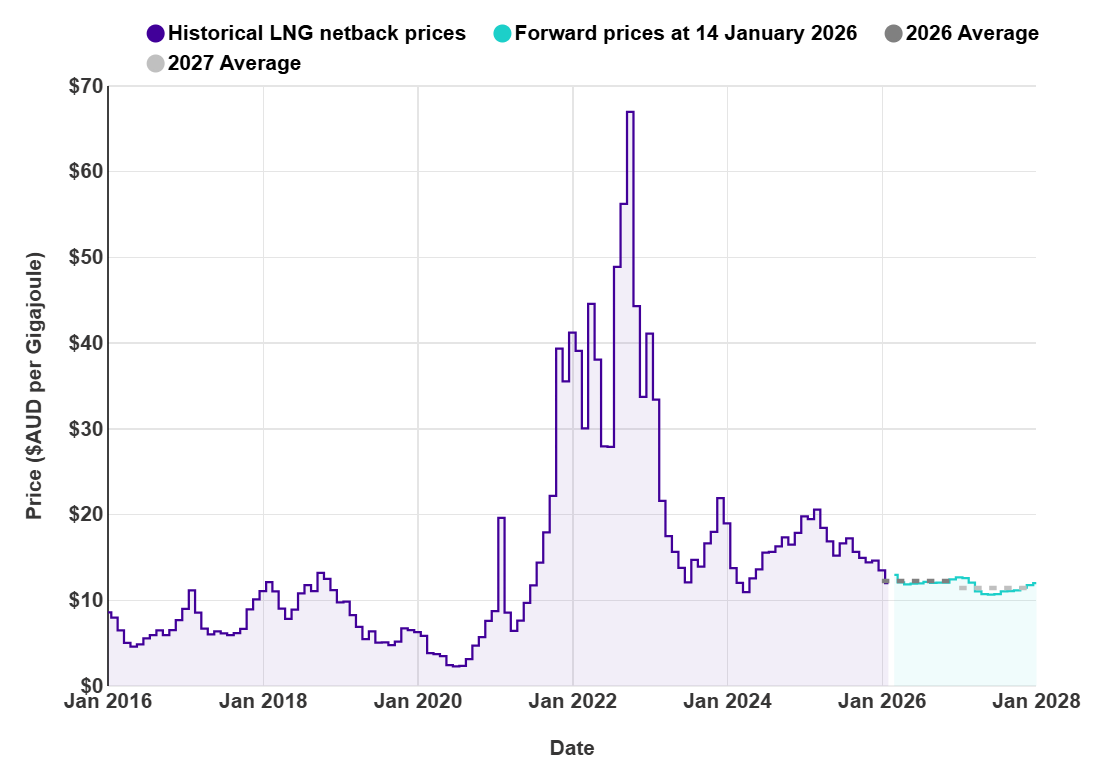 Historical LNG netback prices
Forward prices at 14 January 2026
2026 Average
2027 Average
Price ($AUD per Gigajoule)
$70
$60
$50
$40
$30
$20
$10
$0
Jan 2016
Jan 2018
Jan 2020
Jan 2022
Jan 2024
Jan 2026
Jan 2028
Date